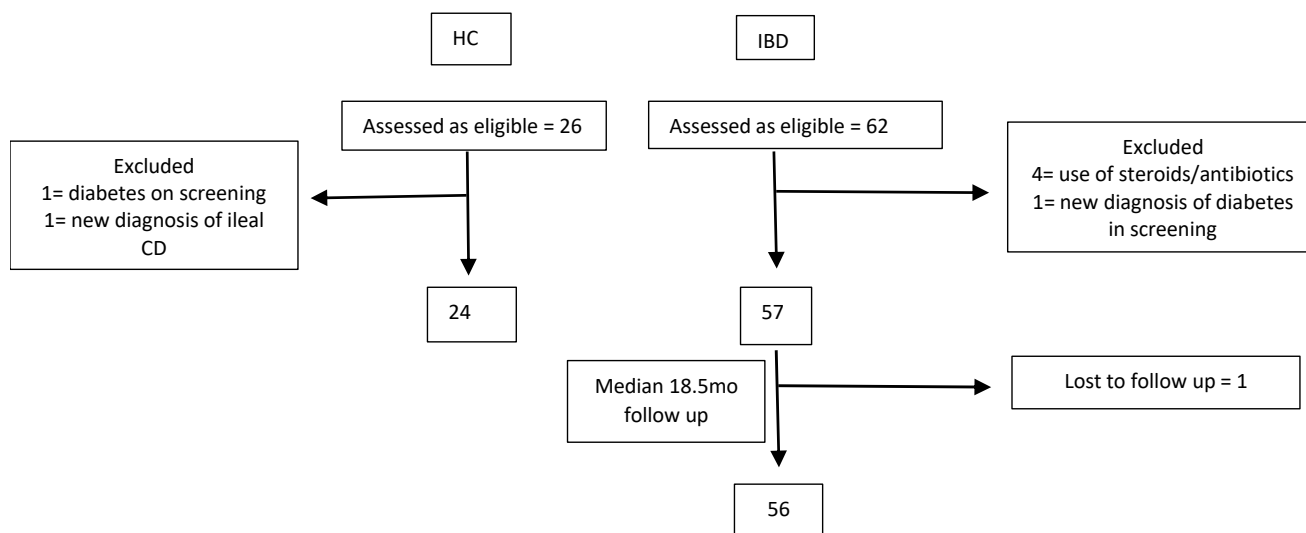 HC
IBD
Assessed as eligible = 26
Assessed as eligible = 62
Excluded
1= diabetes on screening
1= new diagnosis of ileal
CD
Excluded
4= use of steroids/antibiotics
1= new diagnosis of diabetes
in screening
24
57
Median 18.5mo
follow up
Lost to follow up = 1
56